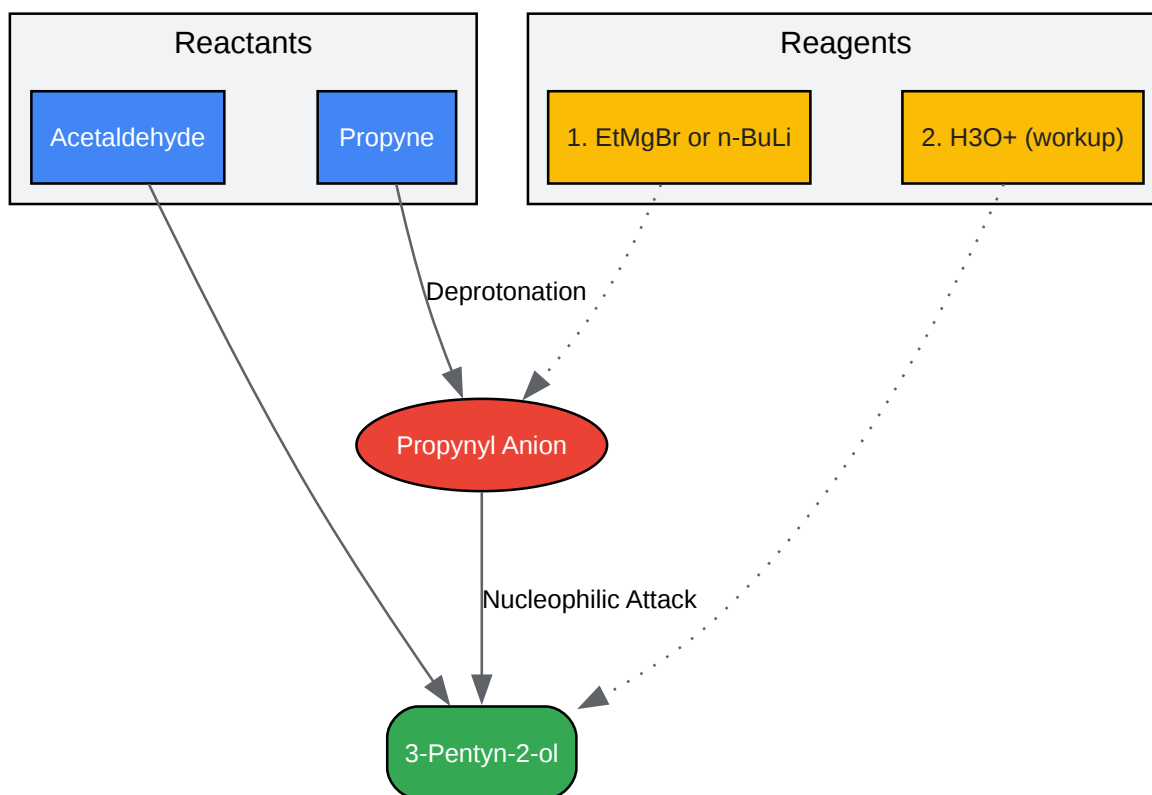 Reactants
Reagents
Acetaldehyde
Propyne
1. EtMgBr or n-BuLi
2. H3O+ (workup)
Deprotonation
Propynyl Anion
Nucleophilic Attack
3-Pentyn-2-ol